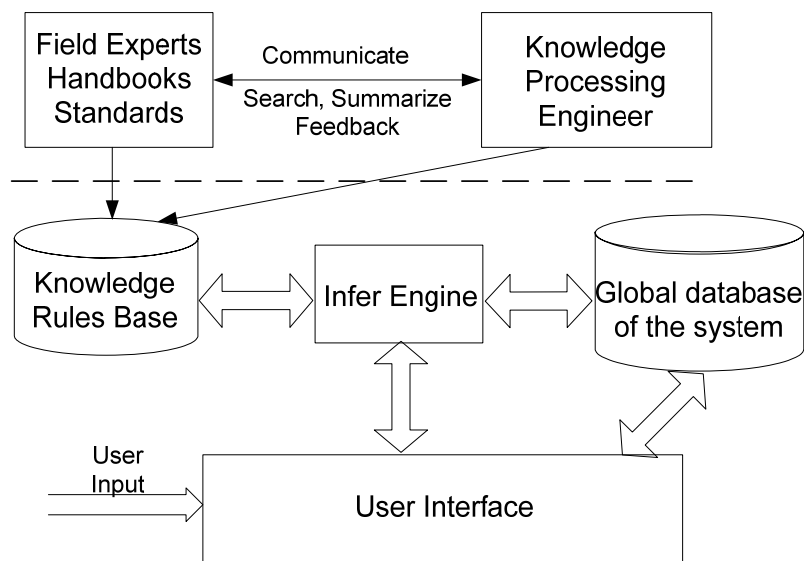 Field Experts
Handbooks
Standards
Communicate
Search, Summarize
Feedback
Knowledge
Processing
Engineer
Knowledge
Rules Base
Infer Engine
Global database
of the system
User
Input
User Interface